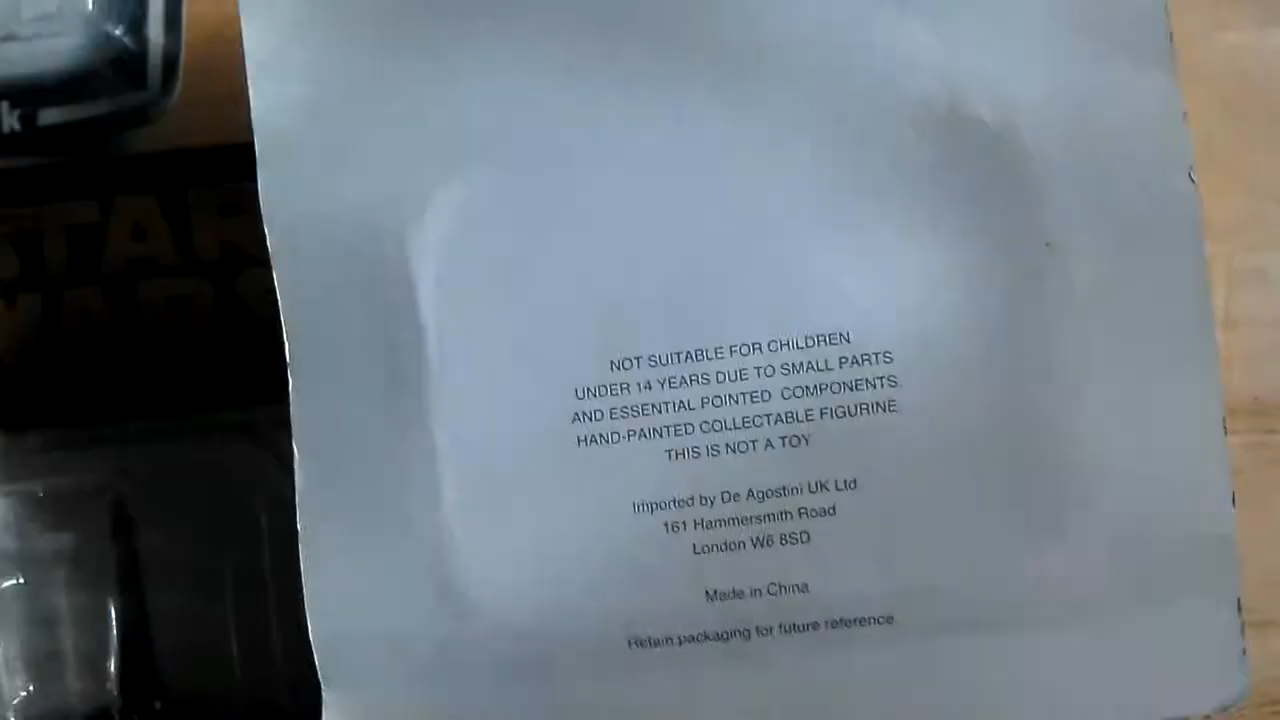 k
STAR
WARS
NOT SUITABLE FOR CHILDREN
UNDER 14 YEARS DUE TO SMALL PARTS
AND ESSENTIAL POINTED COMPONENTS.
HAND-PAINTED COLLECTABLE FIGURINE
THIS IS NOT A TOY
Imported by De Agostini UK Ltd
161 Hammersmith Road
London W6 8SD
Made in China
Retain packaging for future reference